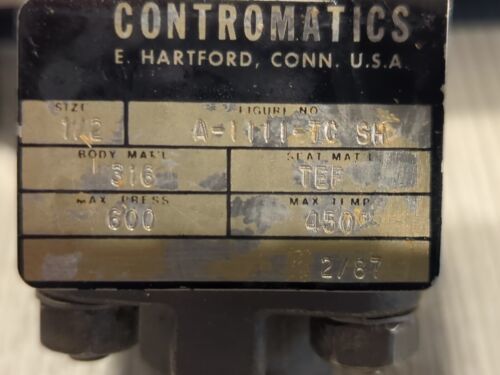 CONTROMATICS
E. HARTFORD, CONN. U.S.A.
SIZE FIGURE NO.
1/2 A-1111-TC SH
BODY MAT'L SEAT MAT'L
316 TEF
MAX PRESS MAX TEMP
600 450°
2/87